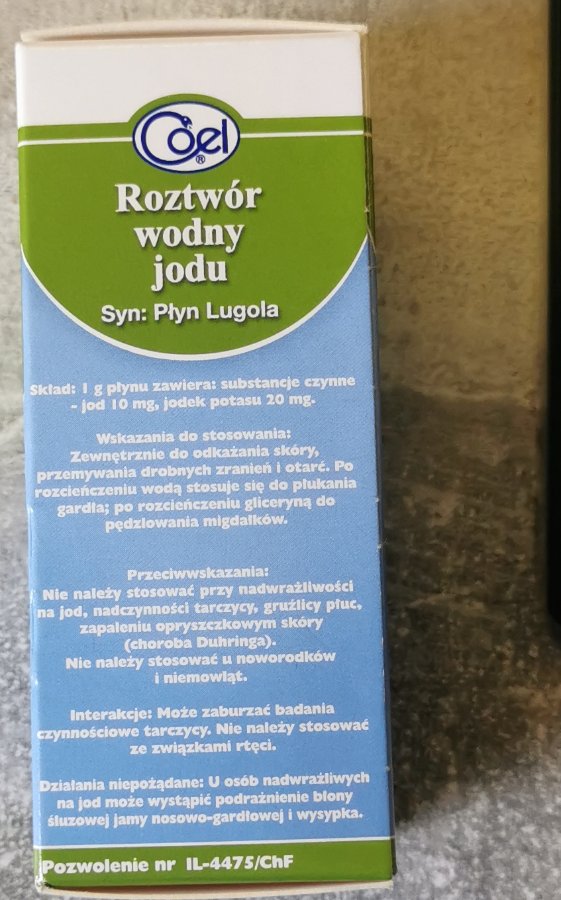 Coel
®
Roztwór
wodny
jodu
Syn: Płyn Lugola
Skład: 1 g płynu zawiera: substancje czynne
- jod 10 mg, jodek potasu 20 mg.
Wskazania do stosowania:
Zewnętrznie do odkażania skóry,
przemywania drobnych zranień i otarć. Po
rozcieńczeniu wodą stosuje się do płukania
gardła; po rozcieńczeniu gliceryną do
pędzlowania migdałków.
Przeciwwskazania:
Nie należy stosować przy nadwrażliwości
na jod, nadczynności tarczycy, gruźlicy płuc,
zapaleniu opryszczkowym skóry
(choroba Duhringa).
Nie należy stosować u noworodków
i niemowląt.
Interakcje: Może zaburzać badania
czynnościowe tarczycy. Nie należy stosować
ze związkami rtęci.
Działania niepożądane: U osób nadwrażliwych
na jod może wystąpić podrażnienie błony
śluzowej jamy nosowo-gardłowej i wysypka.
Pozwolenie nr IL-4475/ChF